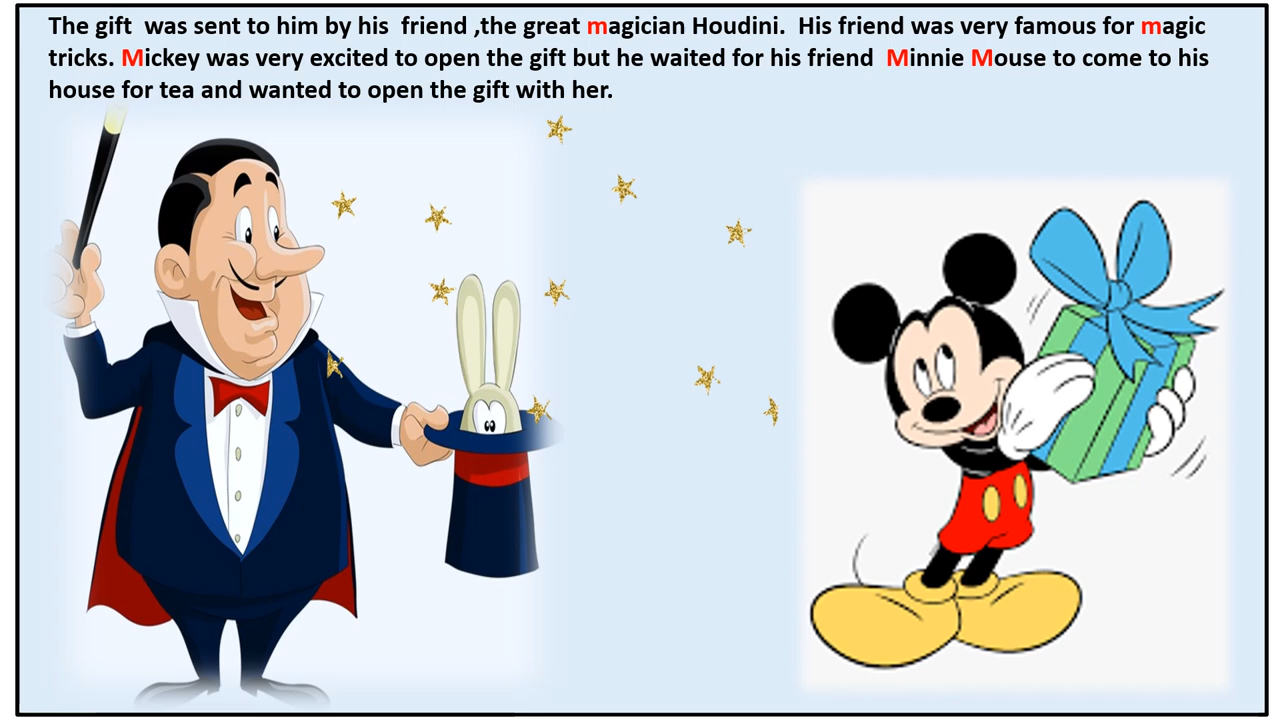 The gift  was sent to him by his  friend ,the great magician Houdini.  His friend was very famous for magic
tricks. Mickey was very excited to open the gift but he waited for his friend  Minnie Mouse to come to his
house for tea and wanted to open the gift with her.